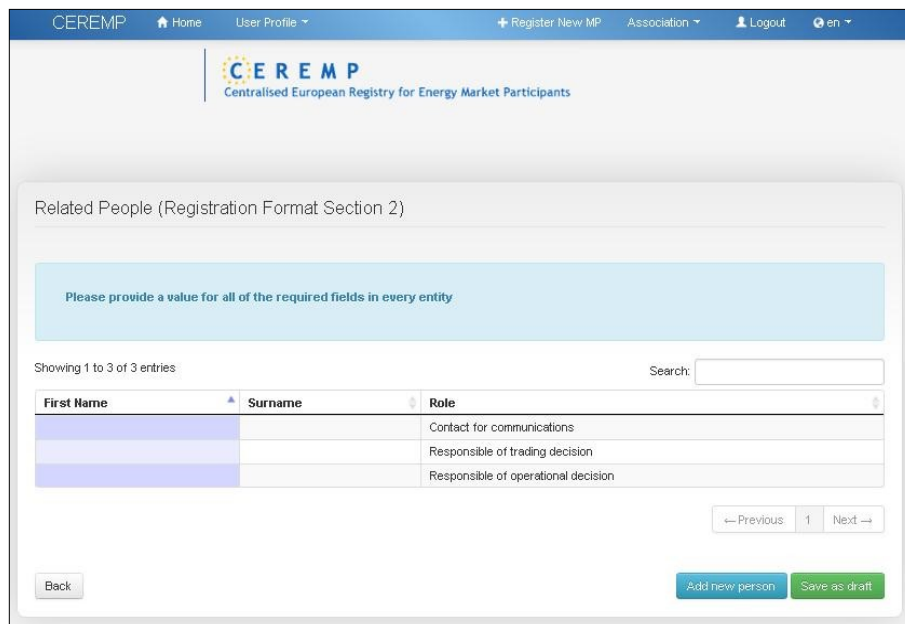 CEREMP Home User Profile + Register New MP Association Logout en
CEREMP
Centralised European Registry for Energy Market Participants
Related People (Registration Format Section 2)
Please provide a value for all of the required fields in every entity
Showing 1 to 3 of 3 entries Search:
First Name Surname Role
Contact for communications
Responsible of trading decision
Responsible of operational decision
← Previous 1 Next →
Back Add new person Save as draft